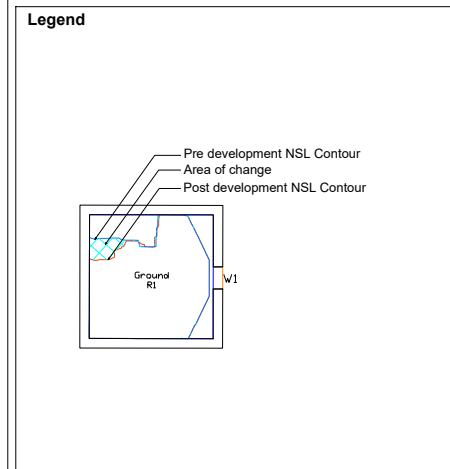 Legend
Pre development NSL Contour
Area of change
Post development NSL Contour
Ground
R1
W1